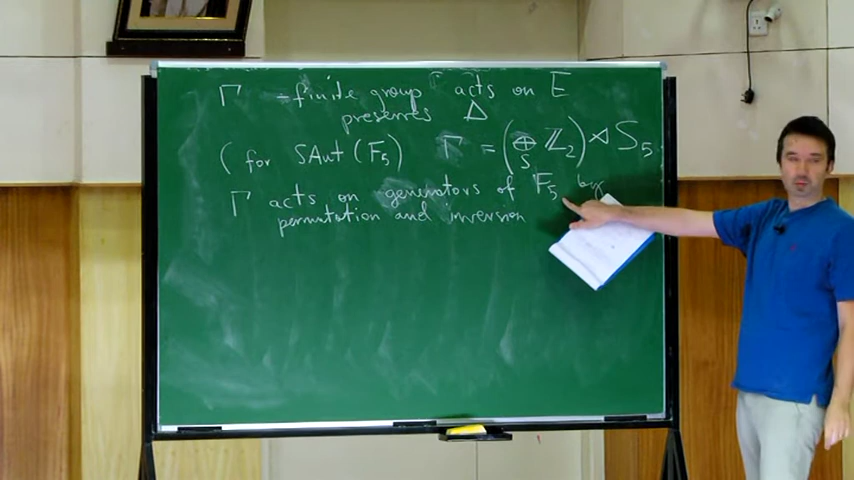 Γ - finite group acts on E
preserves Δ
( for SAut (F₅) Γ = (⊕ ℤ₂) ⋊ S₅
5
Γ acts on generators of F₅ by
permutation and inversion